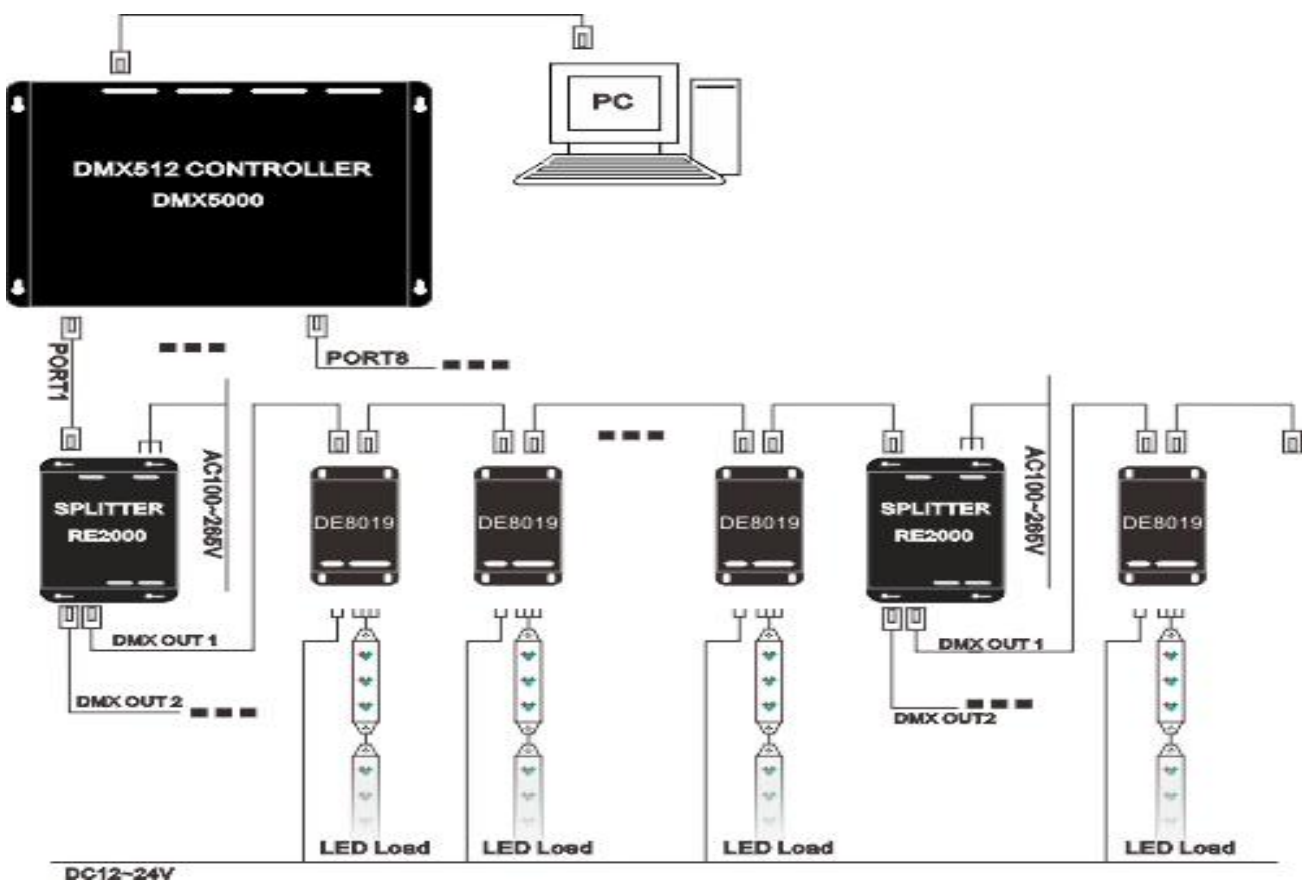 PC
DMX512 CONTROLLER
DMX5000
PORT1
PORT8
SPLITTER
RE2000
AC100~265V
DE8019
DE8019
DE8019
SPLITTER
RE2000
AC100~265V
DE8019
DMX OUT 1
DMX OUT 2
DMX OUT 1
DMX OUT2
LED Load
LED Load
LED Load
LED Load
DC12~24V